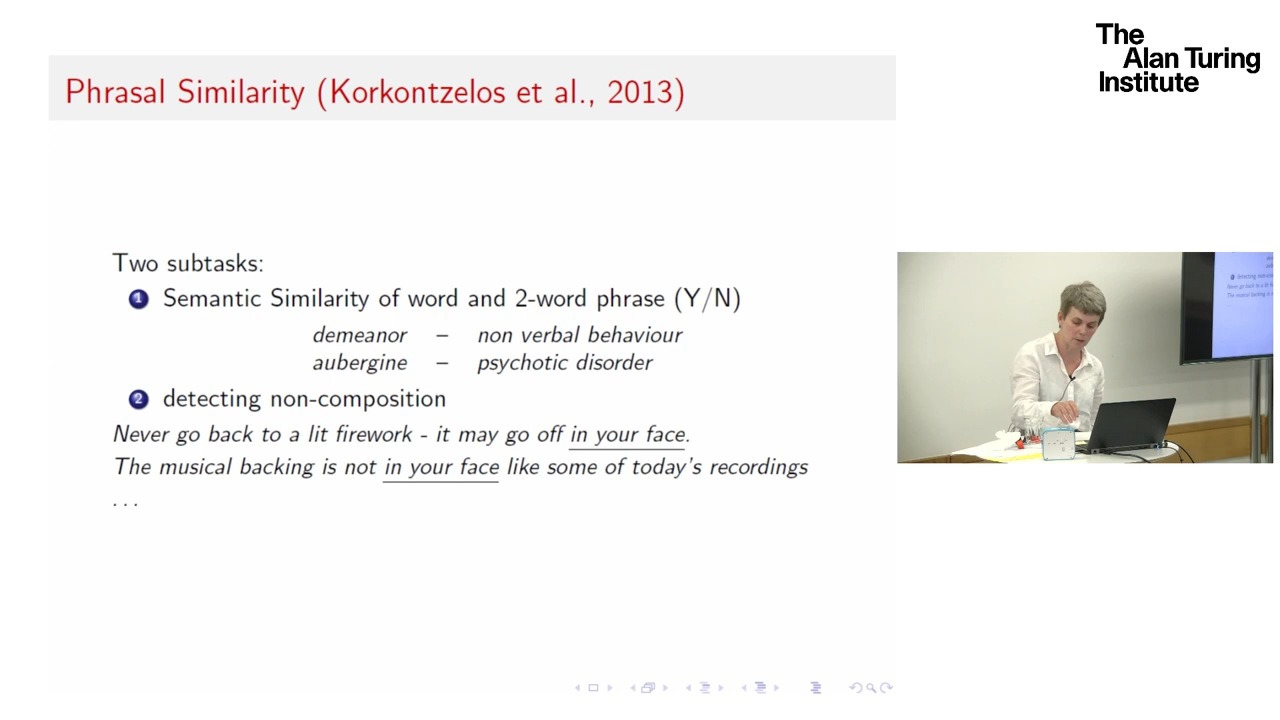 The
Alan Turing
Institute
Phrasal Similarity (Korkontzelos et al., 2013)
Two subtasks:
1 Semantic Similarity of word and 2-word phrase (Y/N)
demeanor – non verbal behaviour
aubergine – psychotic disorder
2 detecting non-composition
Never go back to a lit firework - it may go off in your face.
The musical backing is not in your face like some of today's recordings
. . .